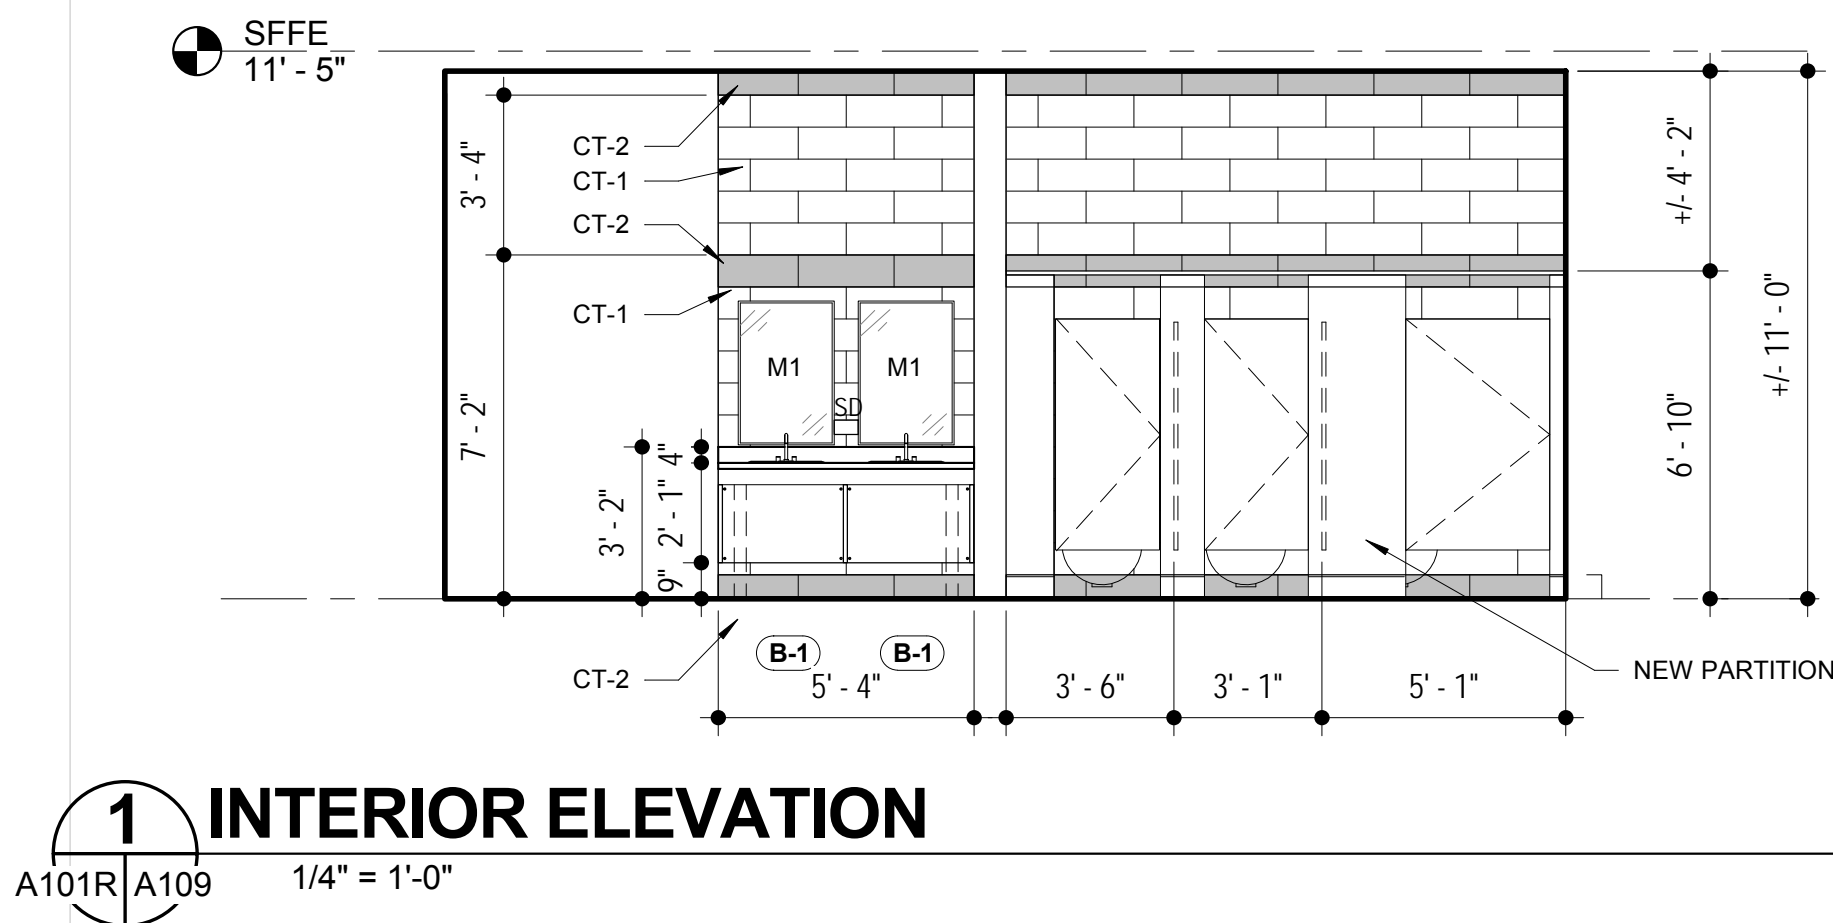 SFFE
11' - 5"
CT-2
CT-1
CT-2
CT-1
3' - 4"
7' - 2"
3' - 2"
4"
2' - 1"
9"
M1
M1
SD
+/- 4' - 2"
6' - 10"
+/- 11' - 0"
B-1
B-1
CT-2
5' - 4"
3' - 6"
3' - 1"
5' - 1"
NEW PARTITION
1
INTERIOR ELEVATION
A101R
A109
1/4" = 1'-0"